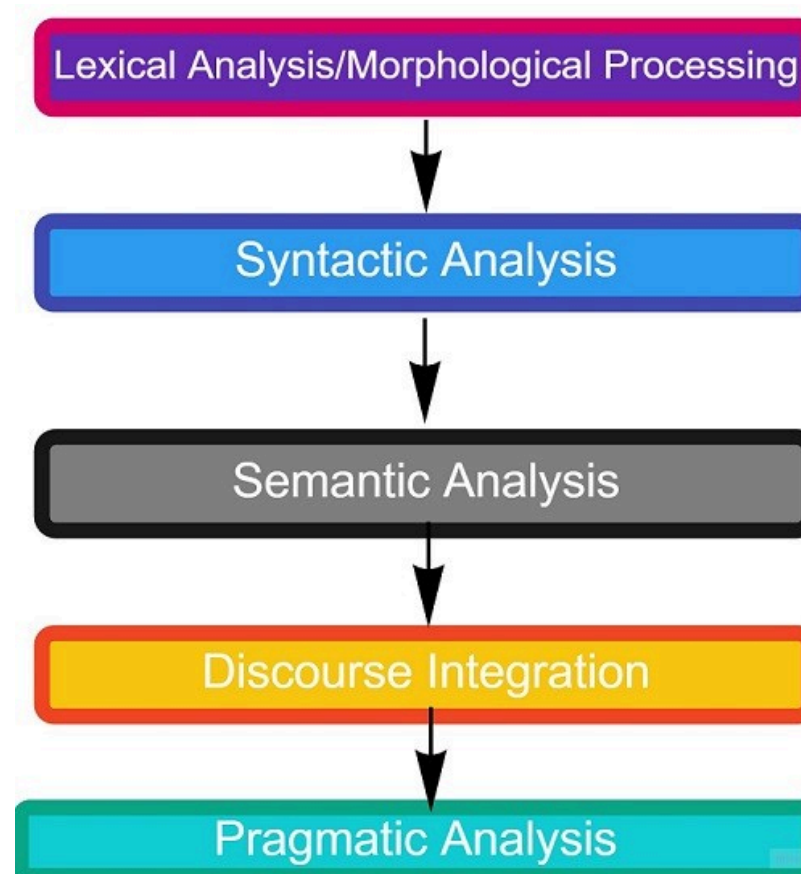 Lexical Analysis/Morphological Processing
Syntactic Analysis
Semantic Analysis
Discourse Integration
Pragmatic Analysis